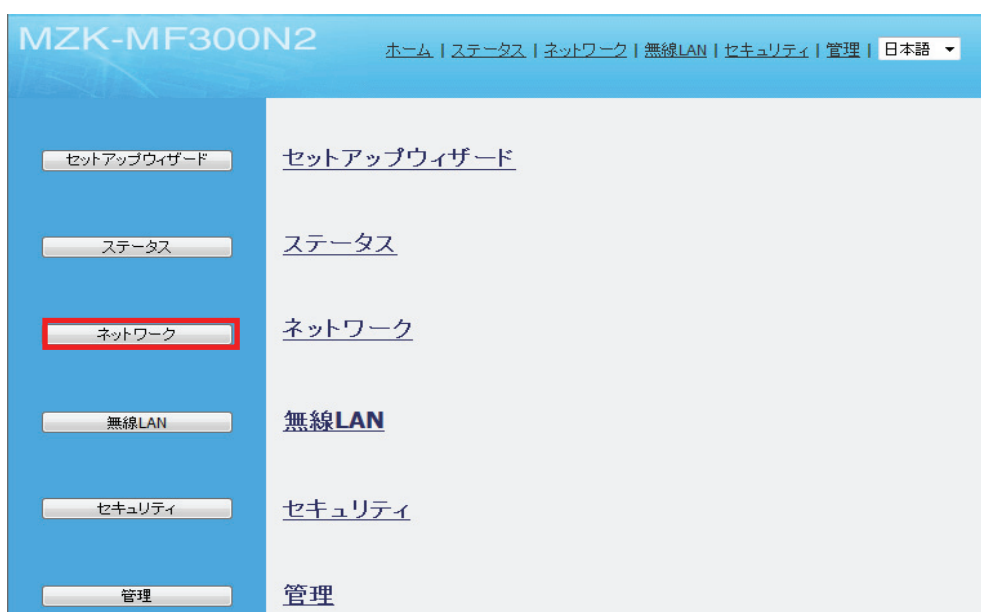 MZK-MF300N2
ホーム | ステータス | ネットワーク | 無線LAN | セキュリティ | 管理 | 日本語
セットアップウィザード セットアップウィザード
ステータス ステータス
ネットワーク ネットワーク
無線LAN 無線LAN
セキュリティ セキュリティ
管理 管理